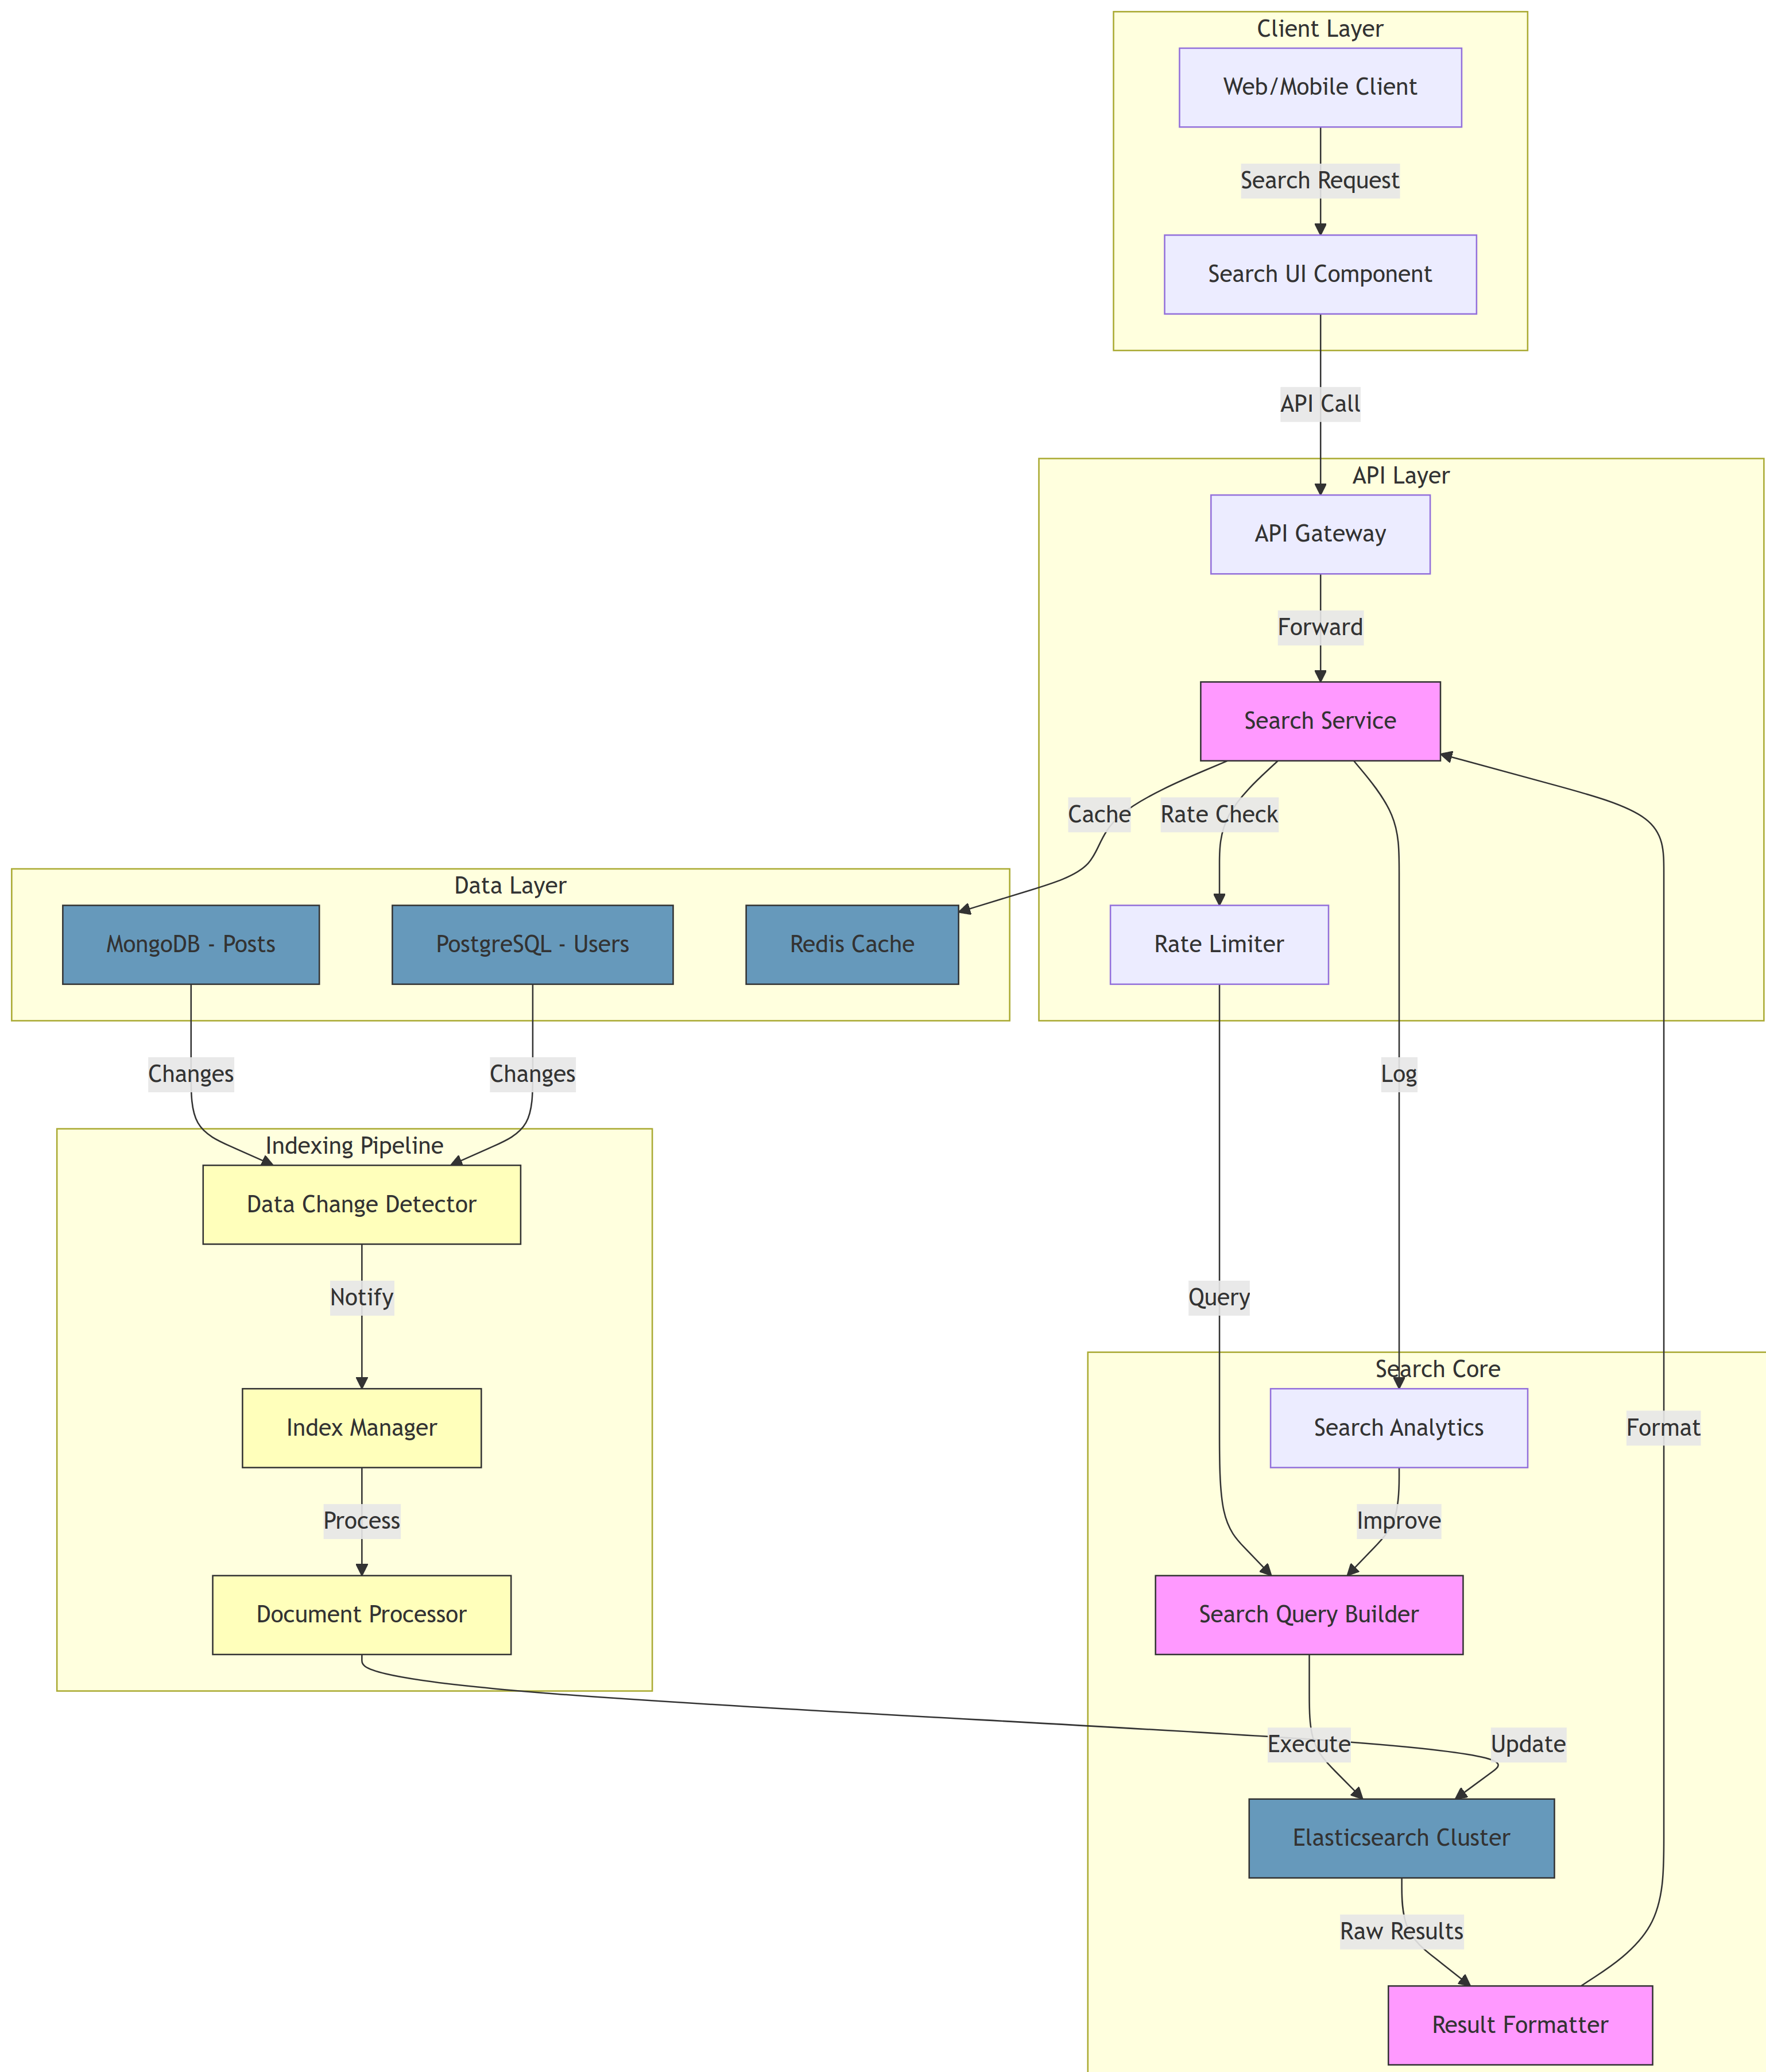 Client Layer
Web/Mobile Client
Search Request
Search UI Component
API Call
API Layer
API Gateway
Forward
Search Service
Cache
Rate Check
Data Layer
MongoDB - Posts
PostgreSQL - Users
Redis Cache
Rate Limiter
Changes
Changes
Log
Indexing Pipeline
Data Change Detector
Notify
Query
Search Core
Index Manager
Search Analytics
Format
Process
Improve
Document Processor
Search Query Builder
Execute
Update
Elasticsearch Cluster
Raw Results
Result Formatter